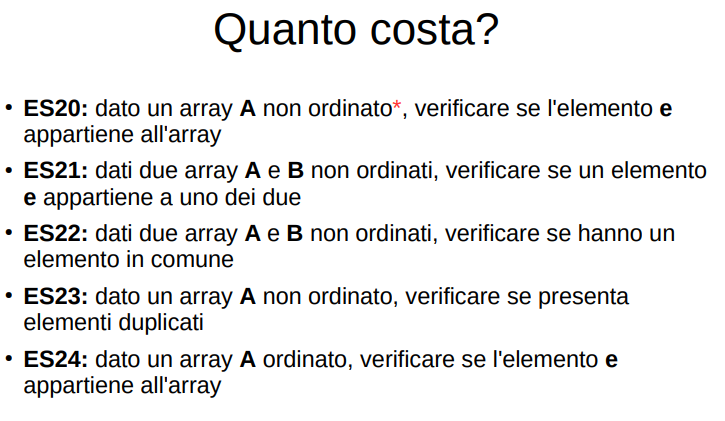 Quanto costa?
• ES20: dato un array A non ordinato*, verificare se l'elemento e
appartiene all'array
• ES21: dati due array A e B non ordinati, verificare se un elemento
e appartiene a uno dei due
• ES22: dati due array A e B non ordinati, verificare se hanno un
elemento in comune
• ES23: dato un array A non ordinato, verificare se presenta
elementi duplicati
• ES24: dato un array A ordinato, verificare se l'elemento e
appartiene all'array